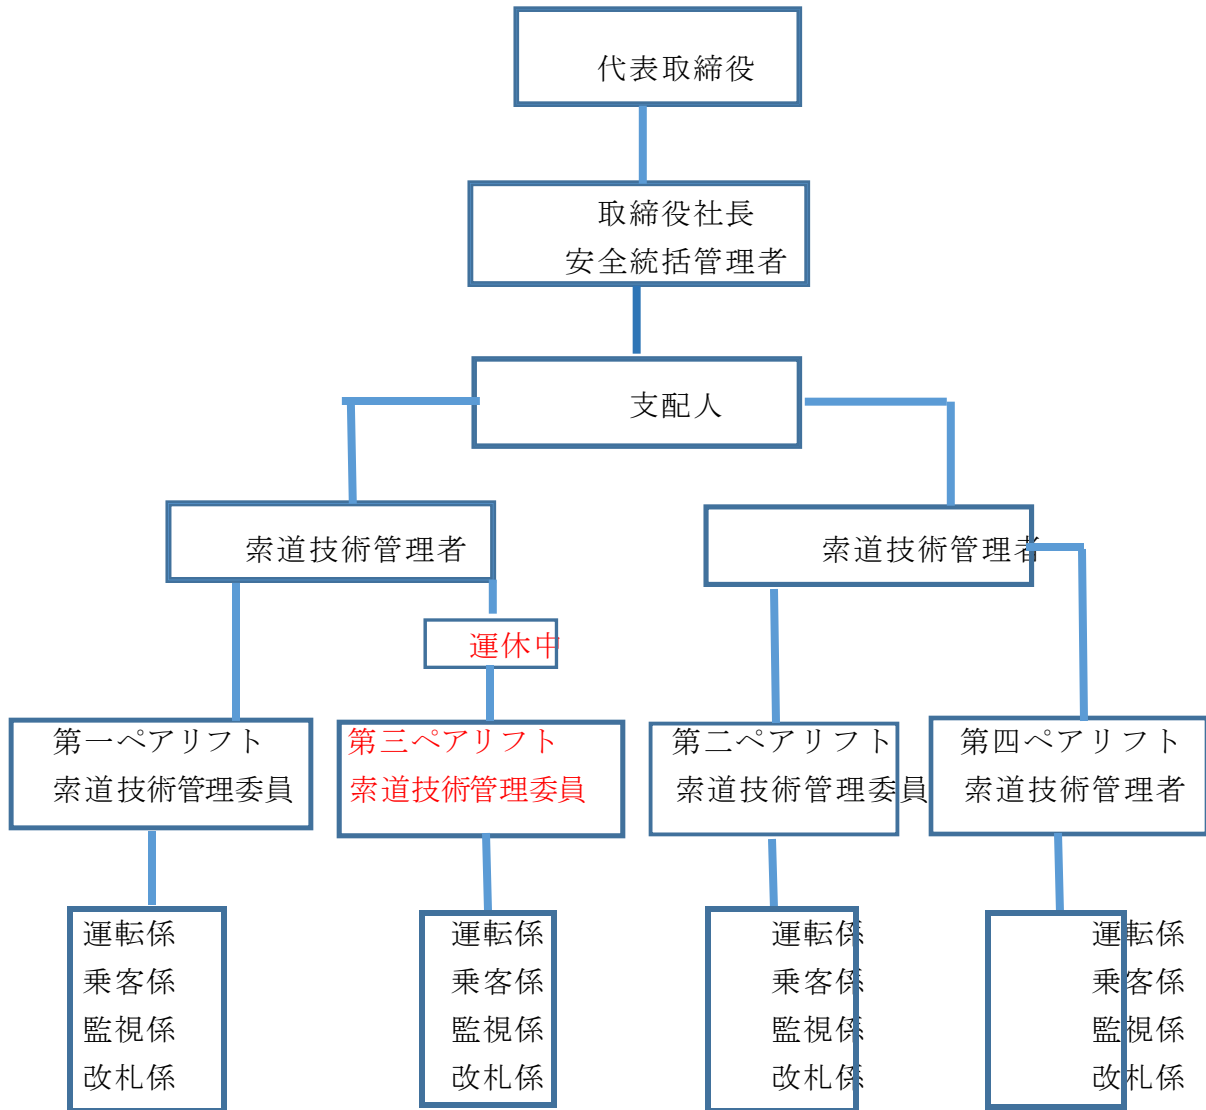 代表取締役
取締役社長
安全統括管理者
支配人
索道技術管理者
索道技術管理者
運休中
第一ペアリフト
索道技術管理委員
第三ペアリフト
索道技術管理委員
第二ペアリフト
索道技術管理委員
第四ペアリフト
索道技術管理者
運転係
乗客係
監視係
改札係
運転係
乗客係
監視係
改札係
運転係
乗客係
監視係
改札係
運転係
乗客係
監視係
改札係